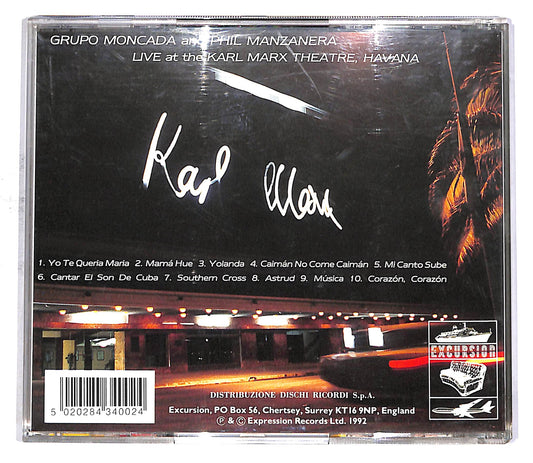 GRUPO MONCADA and PHIL MANZANERA
LIVE at the KARL MARX THEATRE, HAVANA
Karl Marx
1. Yo Te Queria Maria 2. Mamá Hue 3. Yolanda 4. Caimán No Come Caimán 5. Mi Canto Sube
6. Cantar El Son De Cuba 7. Southern Cross 8. Astrud 9. Música 10. Corazón, Corazón
EXCURSION
5 020284 340024
DISTRIBUZIONE DISCHI RICORDI S.p.A.
Excursion, PO Box 56, Chertsey, Surrey KT16 9NP, England
℗ & © Expression Records Ltd. 1992